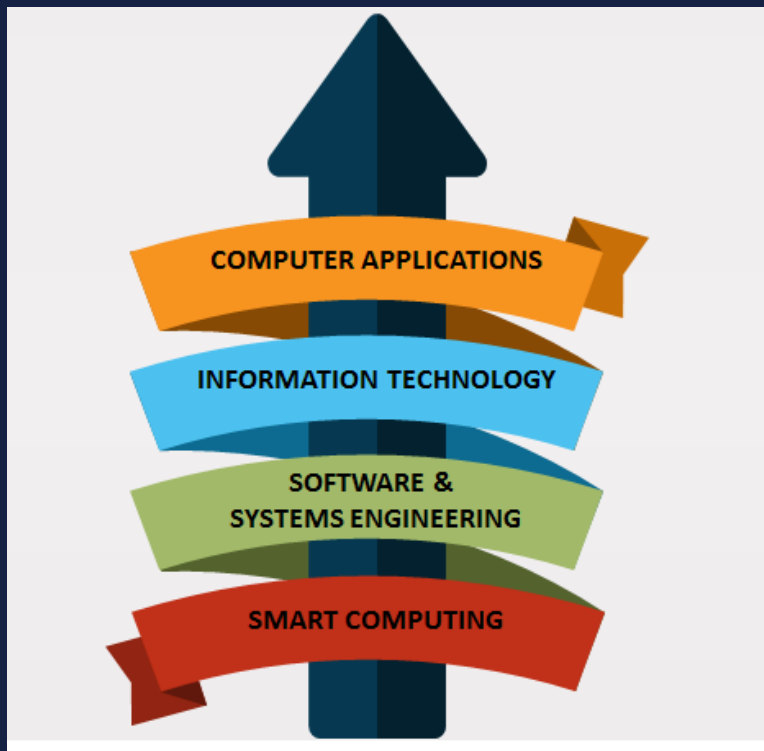 COMPUTER APPLICATIONS
INFORMATION TECHNOLOGY
SOFTWARE &
SYSTEMS ENGINEERING
SMART COMPUTING